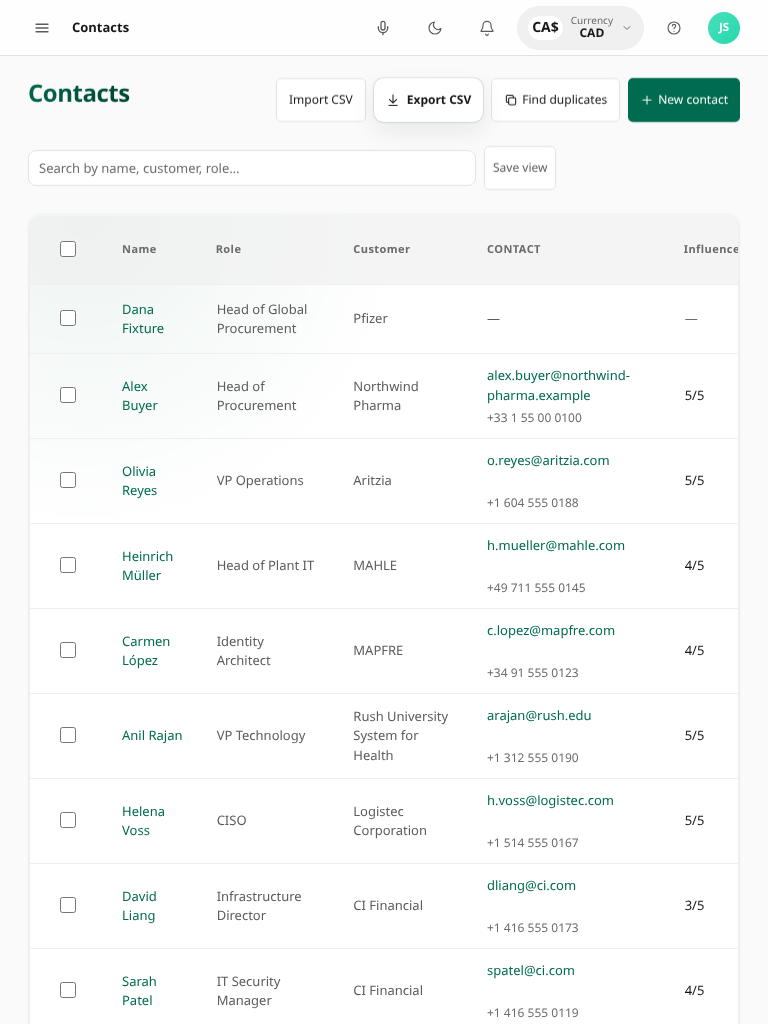 Contacts
CA$
Currency
CAD
JS
Contacts
Import CSV
Export CSV
Find duplicates
New contact
Search by name, customer, role...
Save view
Name Role Customer CONTACT Influence
Dana
Fixture
Head of Global
Procurement
Pfizer
—
—
Alex
Buyer
Head of
Procurement
Northwind
Pharma
alex.buyer@northwind-
pharma.example
+33 1 55 00 0100
5/5
Olivia
Reyes
VP Operations
Aritzia
o.reyes@aritzia.com
+1 604 555 0188
5/5
Heinrich
Müller
Head of Plant IT
MAHLE
h.mueller@mahle.com
+49 711 555 0145
4/5
Carmen
López
Identity
Architect
MAPFRE
c.lopez@mapfre.com
+34 91 555 0123
4/5
Anil Rajan
VP Technology
Rush University
System for
Health
arajan@rush.edu
+1 312 555 0190
5/5
Helena
Voss
CISO
Logistec
Corporation
h.voss@logistec.com
+1 514 555 0167
5/5
David
Liang
Infrastructure
Director
CI Financial
dliang@ci.com
+1 416 555 0173
3/5
Sarah
Patel
IT Security
Manager
CI Financial
spatel@ci.com
+1 416 555 0119
4/5